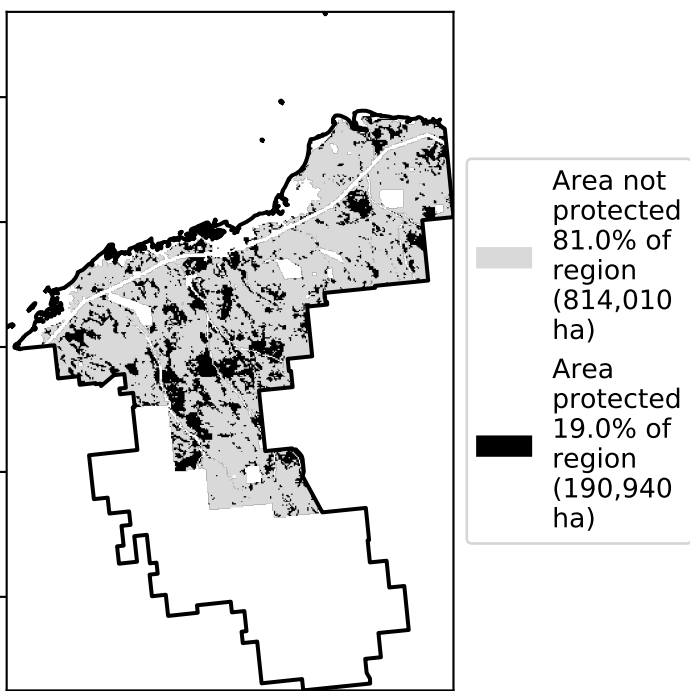 Area not
protected
81.0% of
region
(814,010
ha)
Area
protected
19.0% of
region
(190,940
ha)